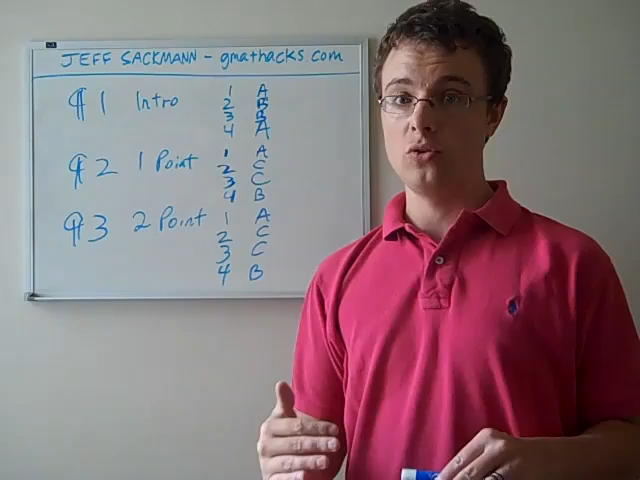 JEFF SACKMANN - gmathacks com
¶ 1 Intro 1 A
2 B
3 B
4 A
¶ 2 1 Point 1 A
2 C
3 C
4 B
¶ 3 2 Point 1 A
2 C
3 C
4 B